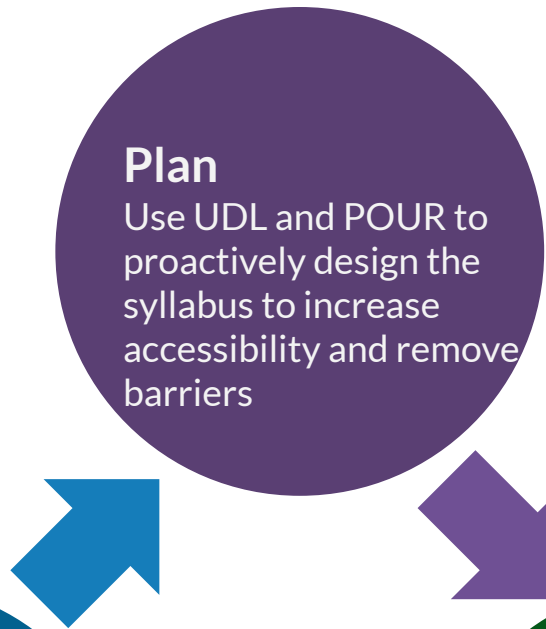 Plan
Use UDL and POUR to
proactively design the
syllabus to increase
accessibility and remove
barriers